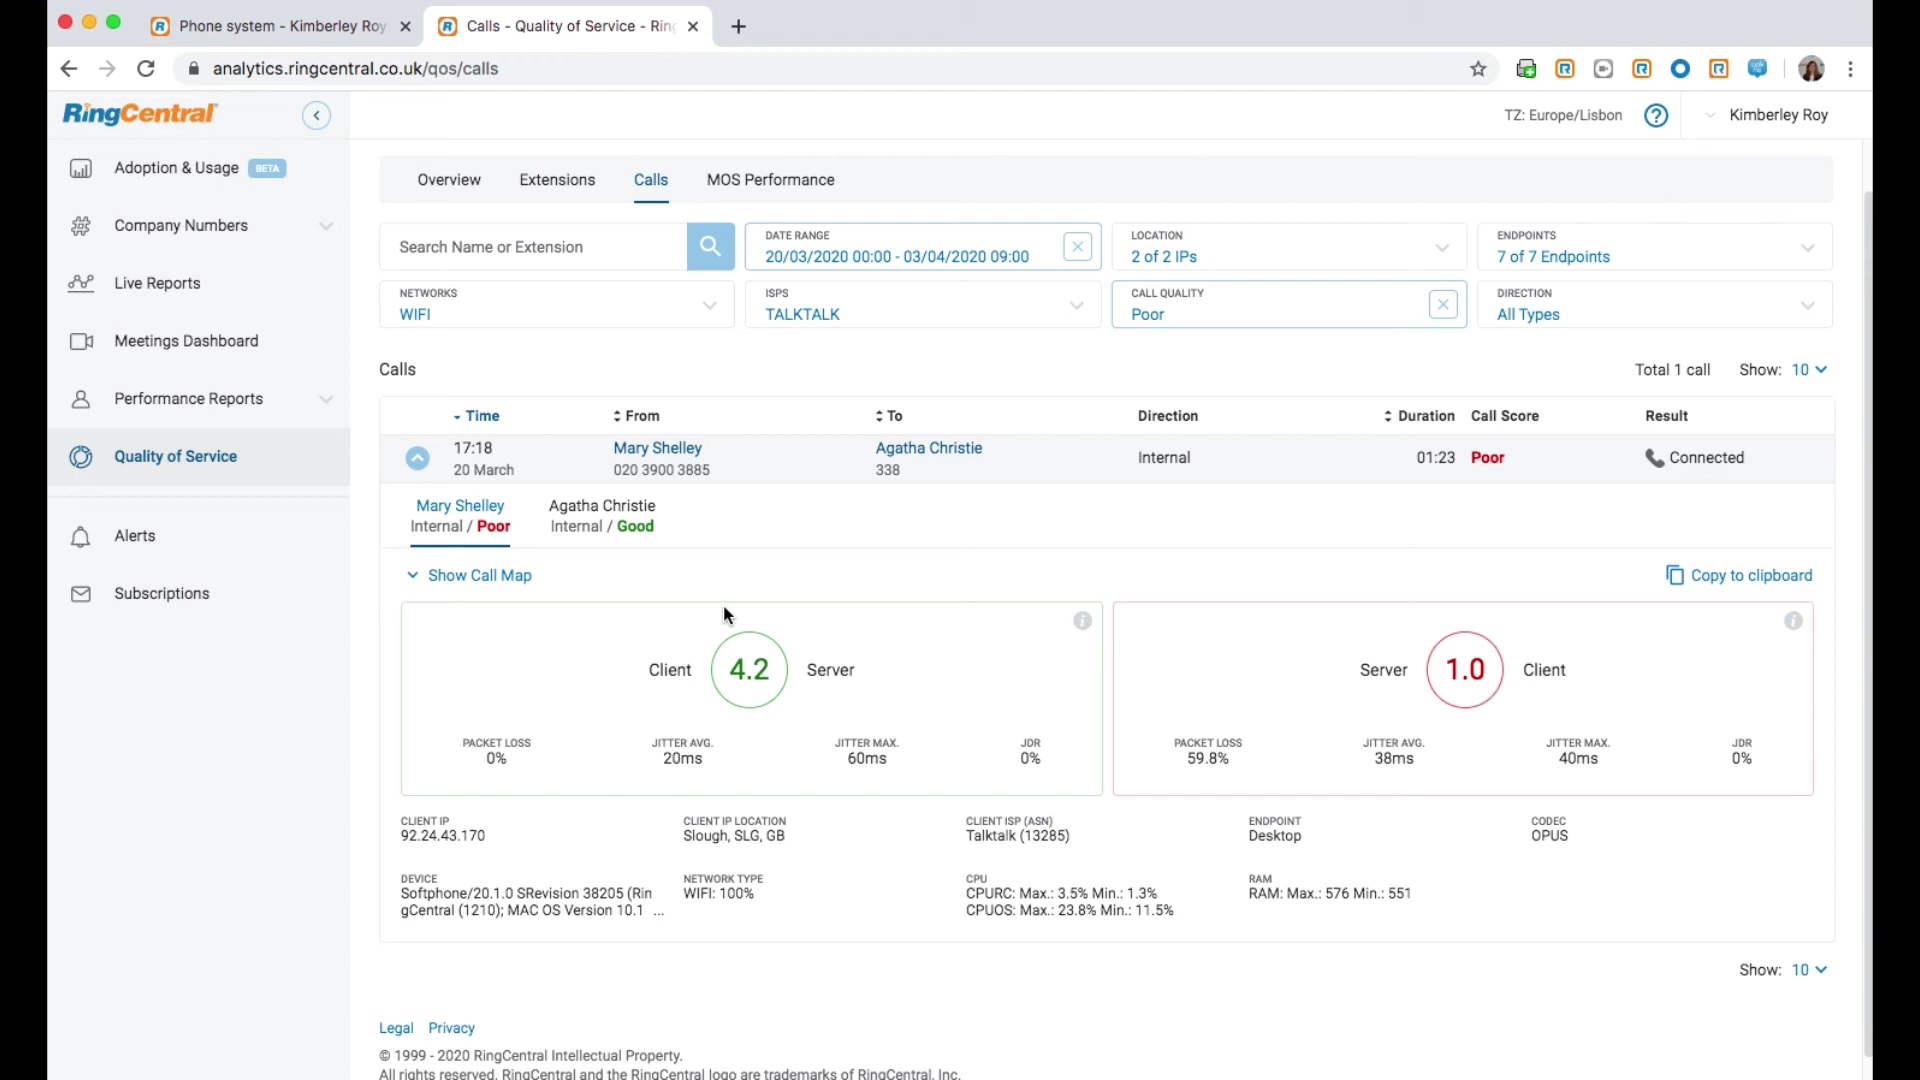 Phone system - Kimberley Roy
Calls - Quality of Service - Rin
analytics.ringcentral.co.uk/qos/calls
RingCentral
TZ: Europe/Lisbon
Kimberley Roy
Adoption & Usage BETA
Company Numbers
Live Reports
Meetings Dashboard
Performance Reports
Quality of Service
Alerts
Subscriptions
Overview Extensions Calls MOS Performance
Search Name or Extension
DATE RANGE
20/03/2020 00:00 - 03/04/2020 09:00
LOCATION
2 of 2 IPs
ENDPOINTS
7 of 7 Endpoints
NETWORKS
WIFI
ISPS
TALKTALK
CALL QUALITY
Poor
DIRECTION
All Types
Calls
Total 1 call Show: 10
Time From To Direction Duration Call Score Result
17:18 Mary Shelley Agatha Christie
Internal 01:23 Poor Connected
20 March 020 3900 3885 338
Mary Shelley Agatha Christie
Internal / Poor Internal / Good
Show Call Map
Copy to clipboard
Client 4.2 Server
PACKET LOSS JITTER AVG. JITTER MAX. JDR
0% 20ms 60ms 0%
Server 1.0 Client
PACKET LOSS JITTER AVG. JITTER MAX. JDR
59.8% 38ms 40ms 0%
CLIENT IP CLIENT IP LOCATION CLIENT ISP (ASN) ENDPOINT CODEC
92.24.43.170 Slough, SLG, GB Talktalk (13285) Desktop OPUS
DEVICE NETWORK TYPE CPU RAM
Softphone/20.1.0 SRevision 38205 (Rin WIFI: 100% CPURC: Max.: 3.5% Min.: 1.3% RAM: Max.: 576 Min.: 551
gCentral (1210); MAC OS Version 10.1 ... CPUOS: Max.: 23.8% Min.: 11.5%
Show: 10
Legal Privacy
© 1999 - 2020 RingCentral Intellectual Property.
All rights reserved. RingCentral and the RingCentral logo are trademarks of RingCentral, Inc.